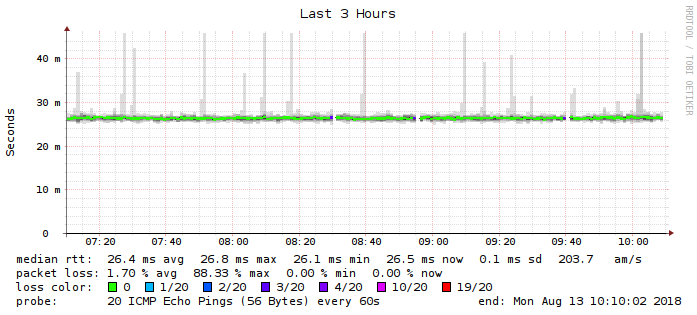 Last 3 Hours
RRDTOOL / TOBI OETIKER
Seconds
40 m
30 m
20 m
10 m
0
07:20 07:40 08:00 08:20 08:40 09:00 09:20 09:40 10:00
median rtt: 26.4 ms avg 26.8 ms max 26.1 ms min 26.5 ms now 0.1 ms sd 203.7 am/s
packet loss: 1.70 % avg 88.33 % max 0.00 % min 0.00 % now
loss color: 0 1/20 2/20 3/20 4/20 10/20 19/20
probe: 20 ICMP Echo Pings (56 Bytes) every 60s end: Mon Aug 13 10:10:02 2018